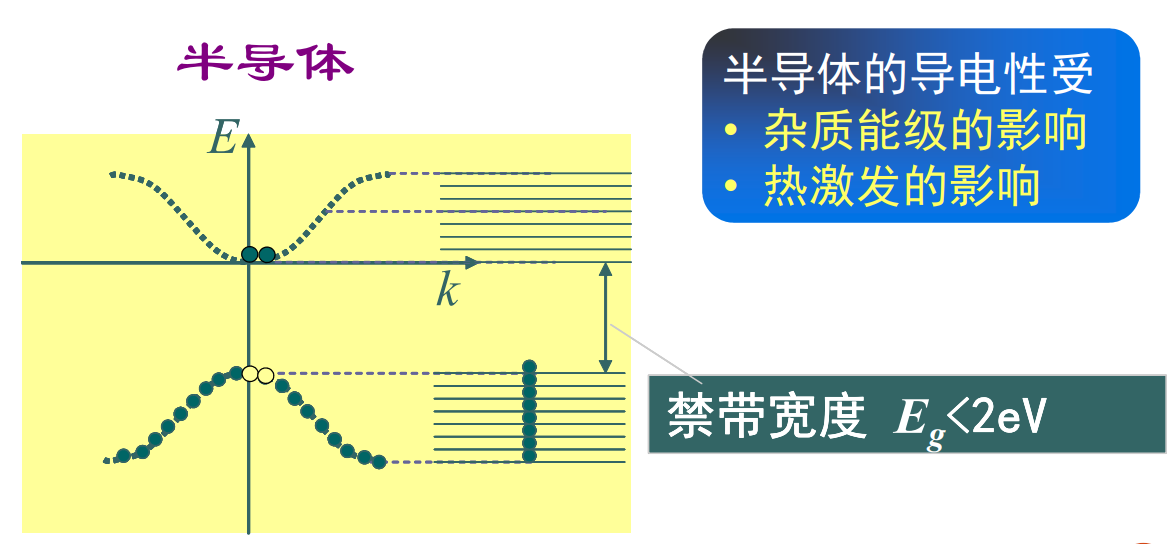 半导体
E
k
半导体的导电性受
• 杂质能级的影响
• 热激发的影响
禁带宽度 Eg<2eV